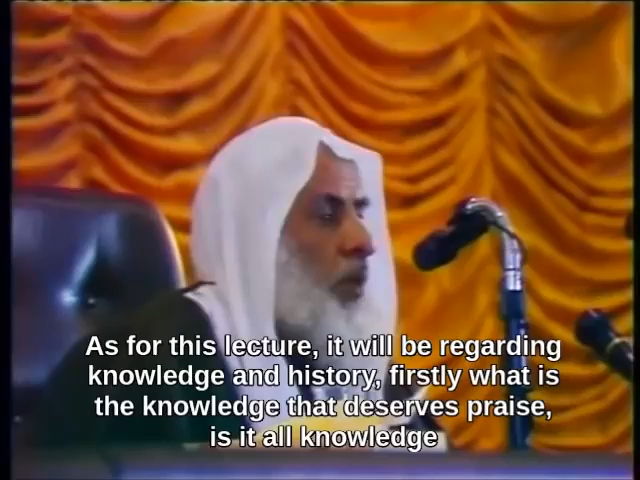 As for this lecture, it will be regarding
knowledge and history, firstly what is
the knowledge that deserves praise,
is it all knowledge